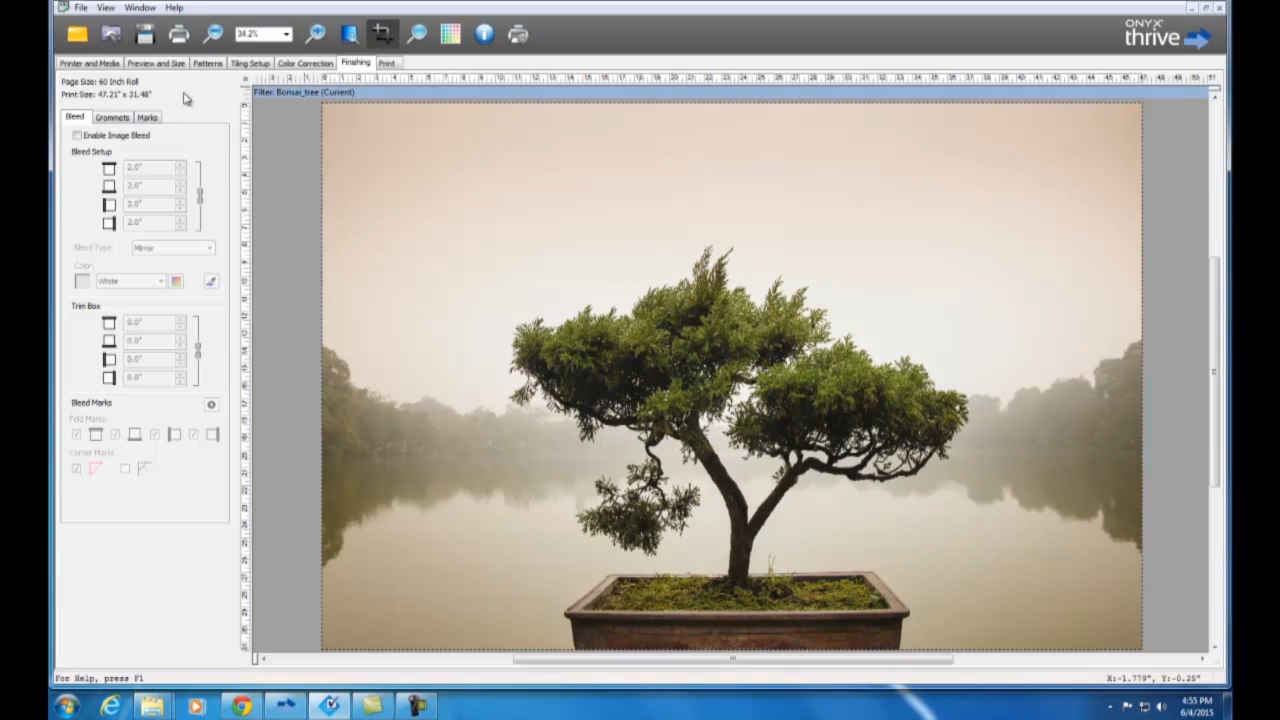 File View Window Help
34.2%
ONYX
thrive
Printer and Media Preview and Size Patterns Tiling Setup Color Correction Finishing Print
Page Size: 60 Inch Roll
Print Size: 47.21" x 31.48"
Filter: Bonsai_tree (Current)
Bleed Grommets Marks
Enable Image Bleed
Bleed Setup
2.0"
2.0"
2.0"
2.0"
Bleed Type: Mirror
Color:
White
Trim Box
0.0"
0.0"
0.0"
0.0"
Bleed Marks
Fold Marks:
Corner Marks
For Help, press F1
X:-1.779", Y:-0.25"
4:55 PM
6/4/2015